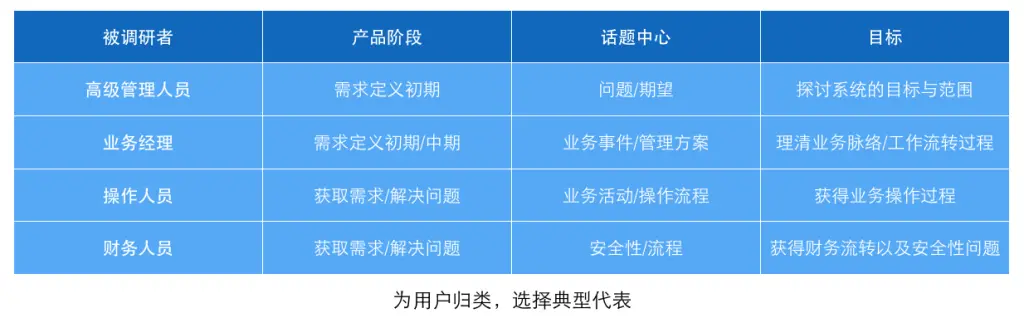 被调研者 产品阶段 话题中心 目标
高级管理人员 需求定义初期 问题/期望 探讨系统的目标与范围
业务经理 需求定义初期/中期 业务事件/管理方案 理清业务脉络/工作流转过程
操作人员 获取需求/解决问题 业务活动/操作流程 获得业务操作过程
财务人员 获取需求/解决问题 安全性/流程 获得财务流转以及安全性问题
为用户归类，选择典型代表